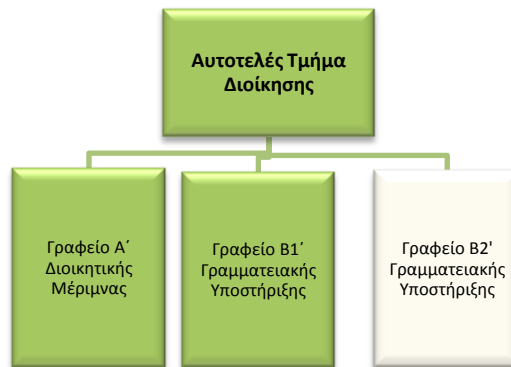 Αυτοτελές Τμήμα
Διοίκησης
Γραφείο Α΄
Διοικητικής
Μέριμνας
Γραφείο Β1΄
Γραμματειακής
Υποστήριξης
Γραφείο Β2'
Γραμματειακής
Υποστήριξης